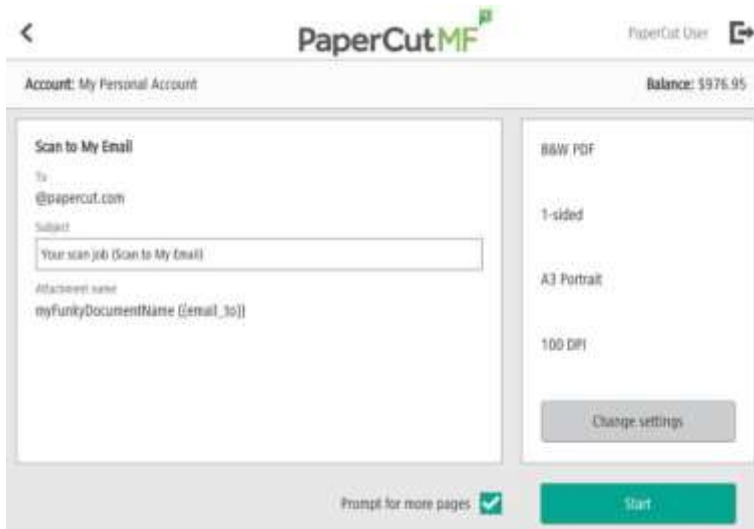 PaperCutMF
PaperCut User
Account: My Personal Account
Balance: $976.95
Scan to My Email
To
@papercut.com
Subject
Your scan job (Scan to My Email)
Attachment name
myFunkyDocumentName ({email_to})
B&W PDF
1-sided
A3 Portrait
100 DPI
Change settings
Prompt for more pages
Start